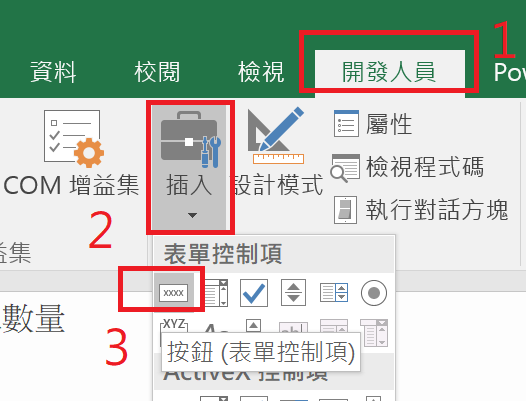 1
資料 校閱 檢視 開發人員 Pov
COM 增益集
插入
設計模式
屬性
檢視程式碼
執行對話方塊
2
益集
表單控制項
xxxx
數量
3
XYZ
Aa
ab|
按鈕 (表單控制項)
ActiveX 控制項